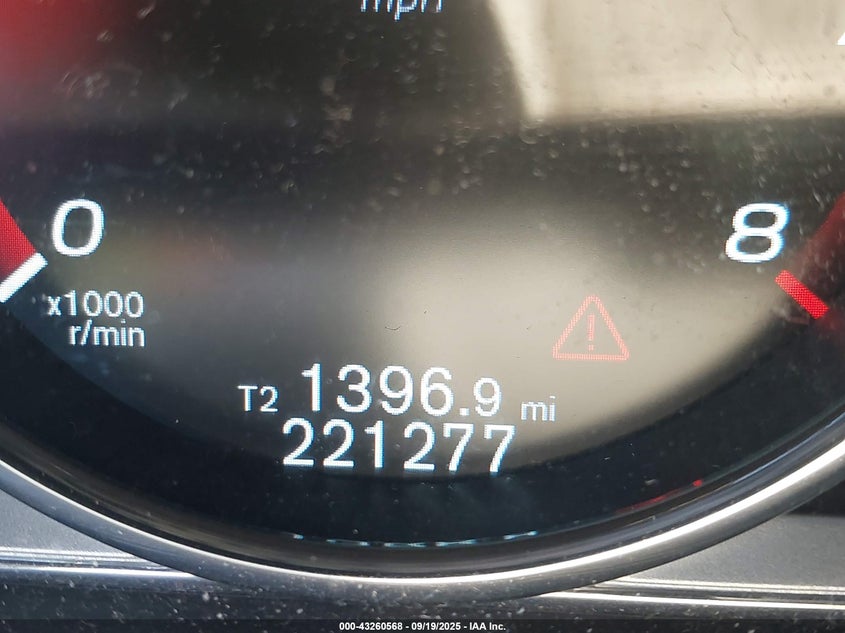 mph
0
8
x1000
r/min
T2 1396.9 mi
221277
000-43260568 - 09/19/2025 - IAA Inc.